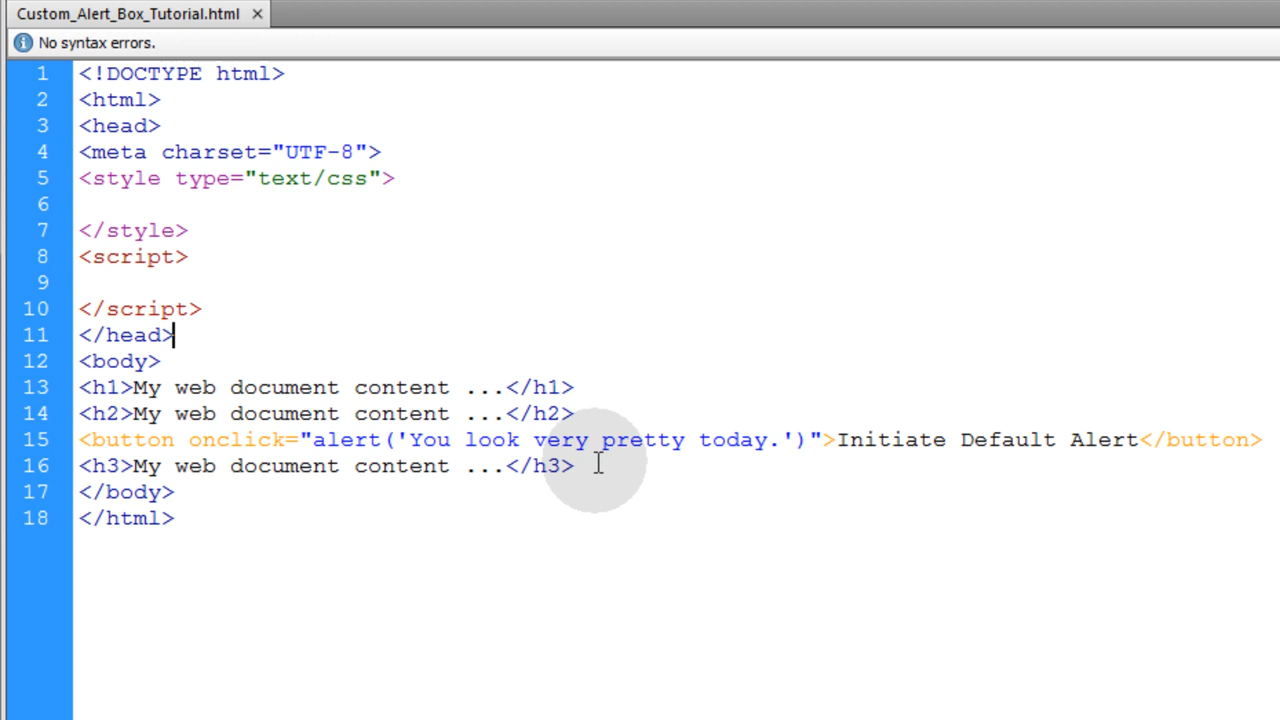 Custom_Alert_Box_Tutorial.html ×
No syntax errors.
1 <!DOCTYPE html>
2 <html>
3 <head>
4 <meta charset="UTF-8">
5 <style type="text/css">
6
7 </style>
8 <script>
9
10 </script>
11 </head>
12 <body>
13 <h1>My web document content ...</h1>
14 <h2>My web document content ...</h2>
15 <button onclick="alert('You look very pretty today.')">Initiate Default Alert</button>
16 <h3>My web document content ...</h3>
17 </body>
18 </html>